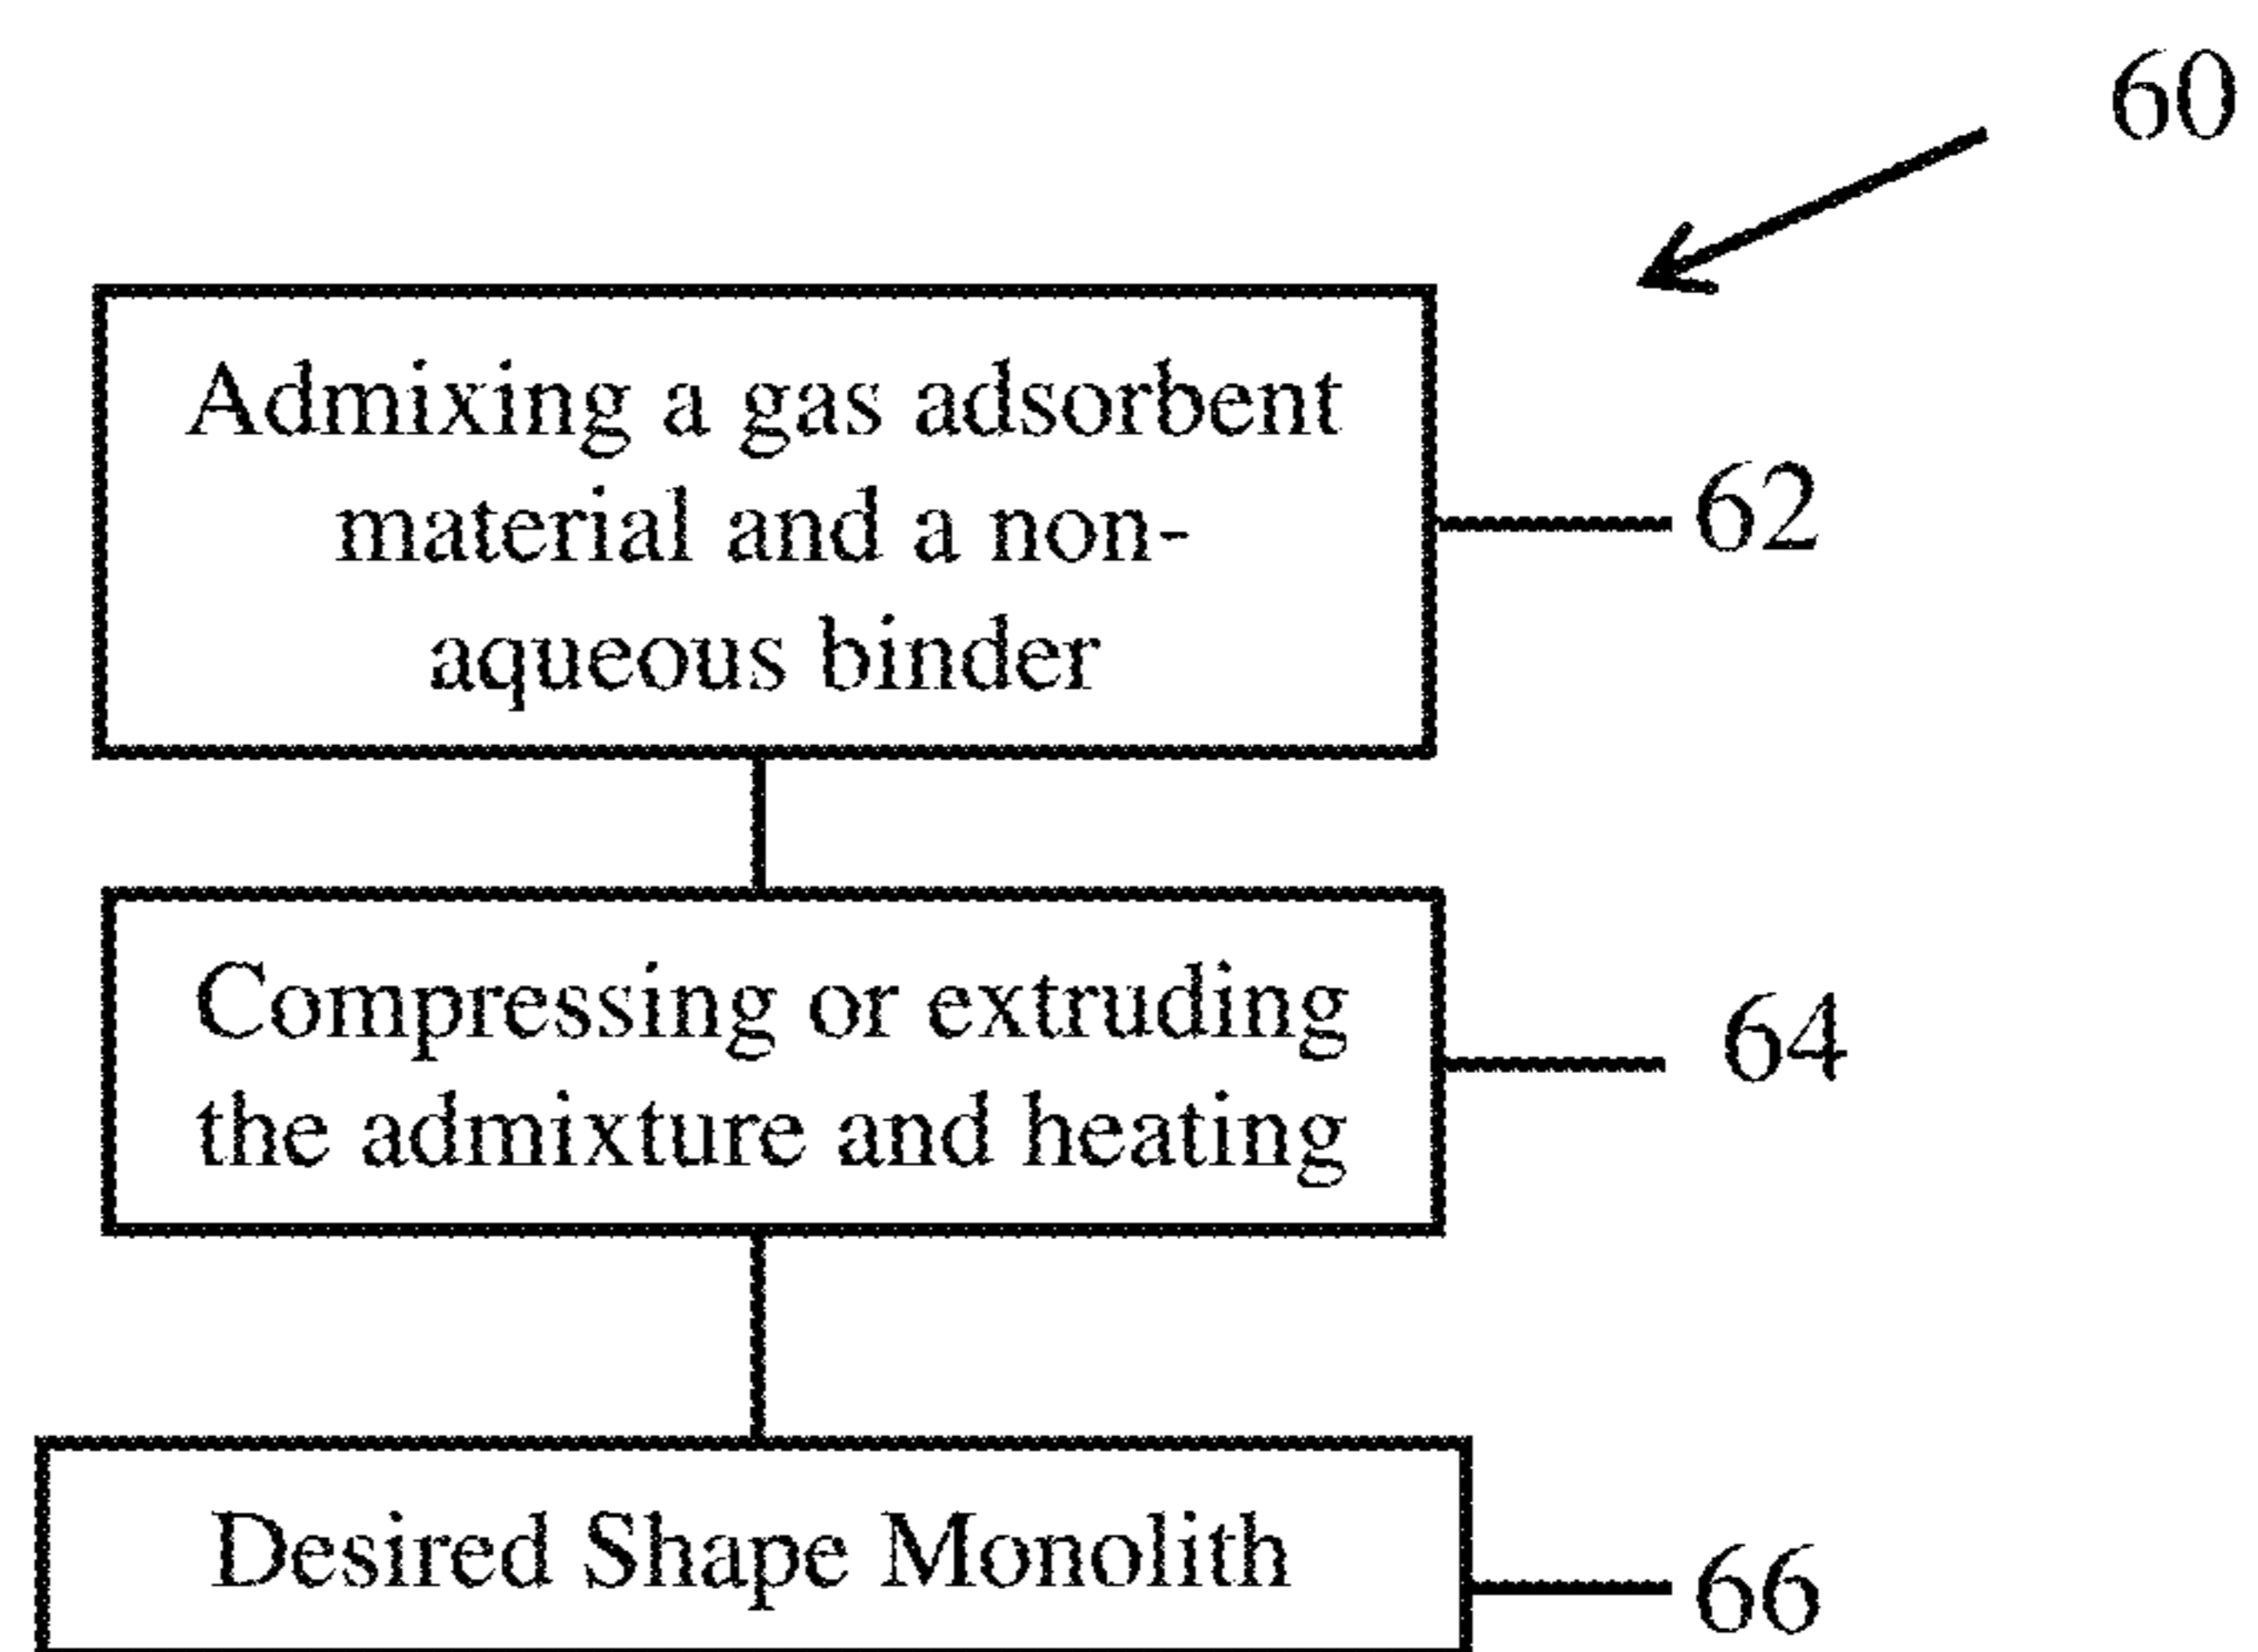 60
Admixing a gas adsorbent
material and a non-
aqueous binder
62
Compressing or extruding
the admixture and heating
64
Desired Shape Monolith
66